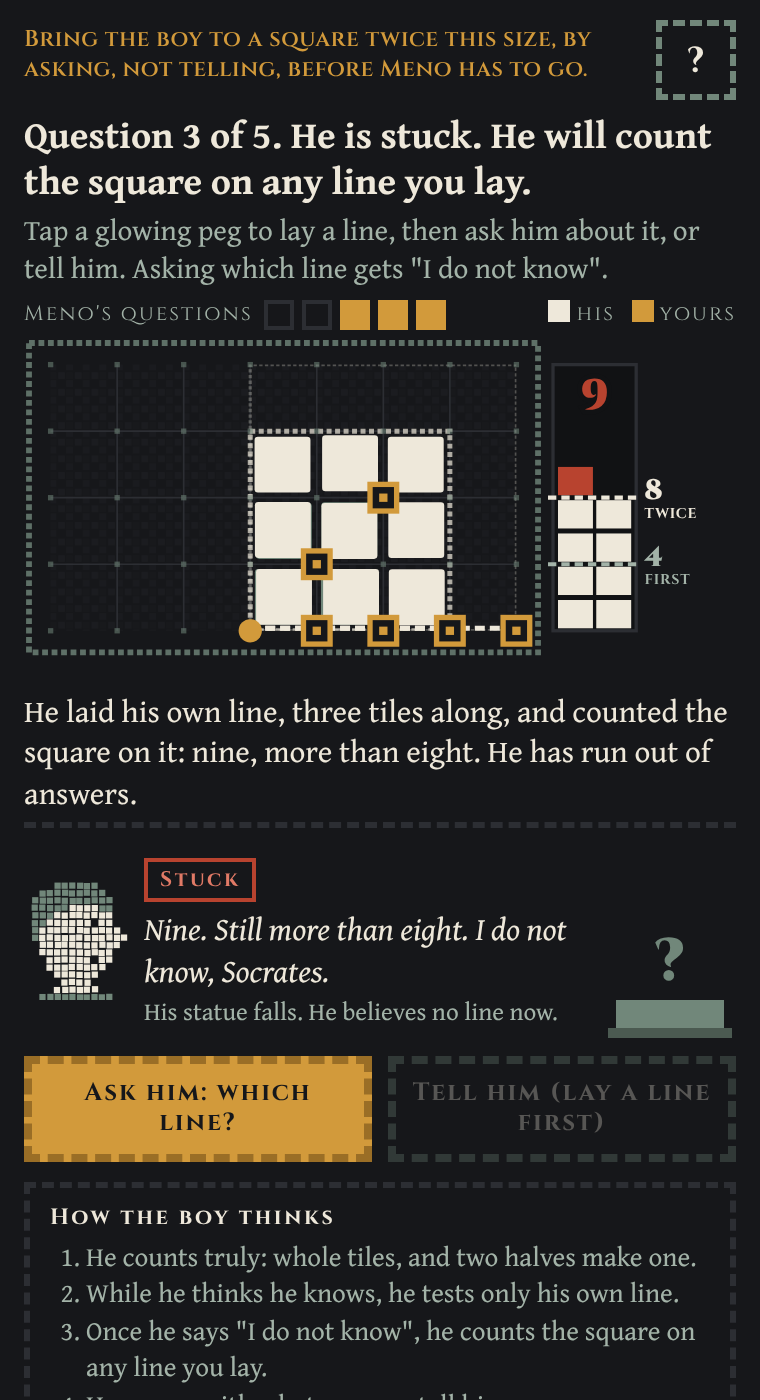 Bring the boy to a square twice this size, by
asking, not telling, before Meno has to go.
?
Question 3 of 5. He is stuck. He will count
the square on any line you lay.
Tap a glowing peg to lay a line, then ask him about it, or
tell him. Asking which line gets "I do not know".
Meno's questions
his yours
9
8
twice
4
first
He laid his own line, three tiles along, and counted the
square on it: nine, more than eight. He has run out of
answers.
Stuck
Nine. Still more than eight. I do not
know, Socrates.
His statue falls. He believes no line now.
?
Ask him: which
line?
Tell him (lay a line
first)
How the boy thinks
1. He counts truly: whole tiles, and two halves make one.
2. While he thinks he knows, he tests only his own line.
3. Once he says "I do not know", he counts the square on
any line you lay.